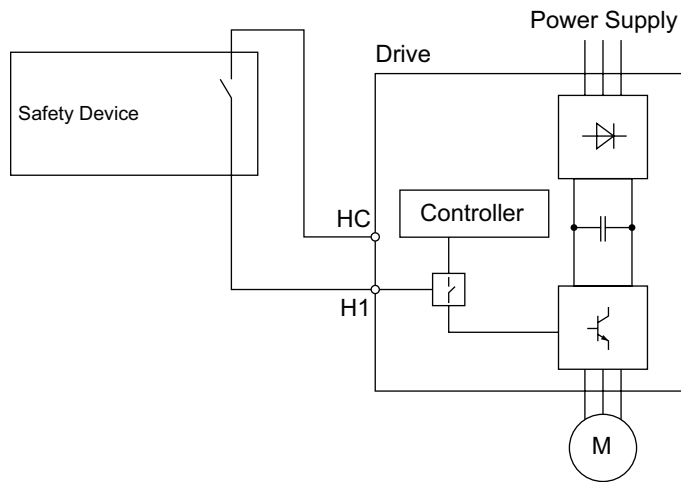 Power Supply
Drive
Safety Device
Controller
HC
H1
M